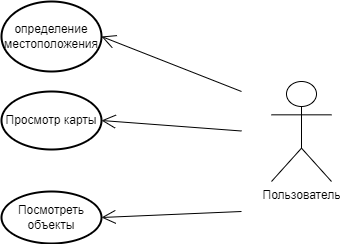 определение
местоположения
Просмотр карты
Пользователь
Посмотреть
объекты